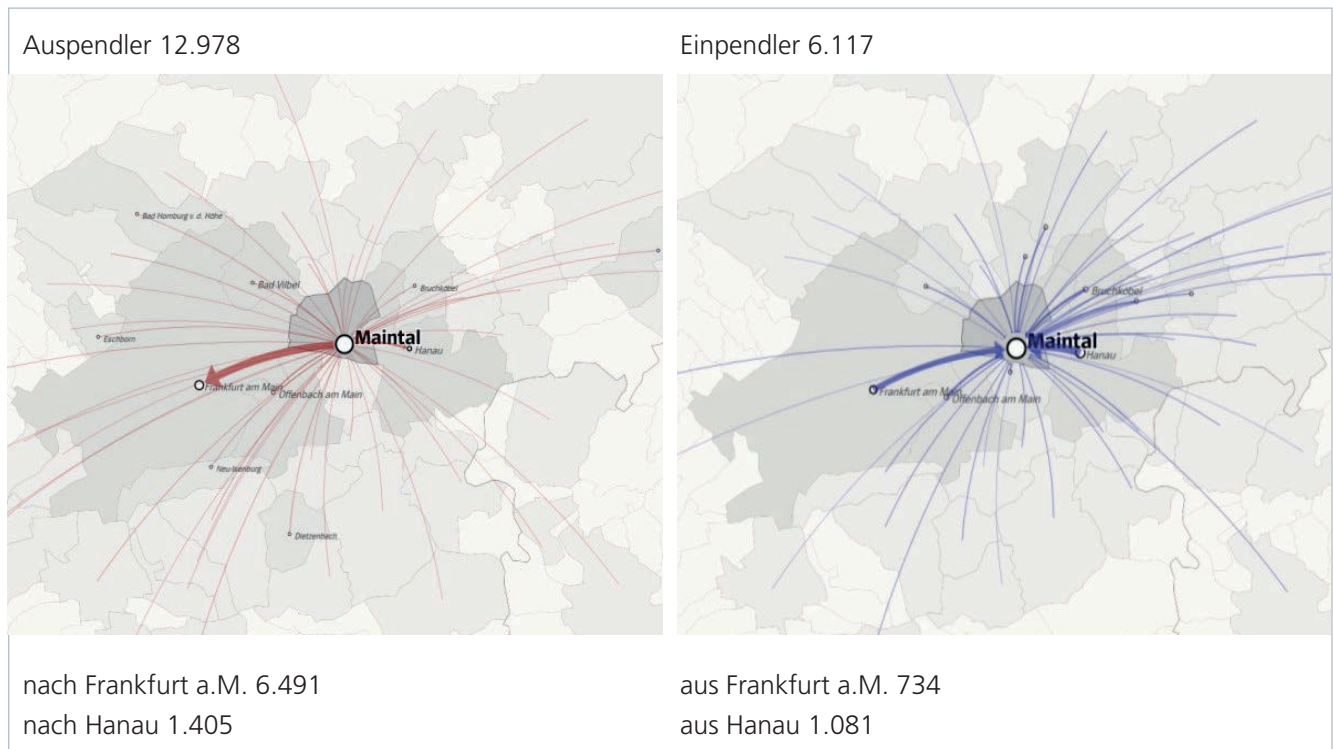 Auspendler 12.978
Einpendler 6.117
Bad Homburg v. d. Höhe
Bad Vilbel
Bruchköbel
Eschborn
Maintal
Hanau
Frankfurt am Main
Offenbach am Main
Neu-Isenburg
Dietzenbach
Bruchköbel
Maintal
Hanau
Frankfurt am Main
Offenbach am Main
nach Frankfurt a.M. 6.491
nach Hanau 1.405
aus Frankfurt a.M. 734
aus Hanau 1.081